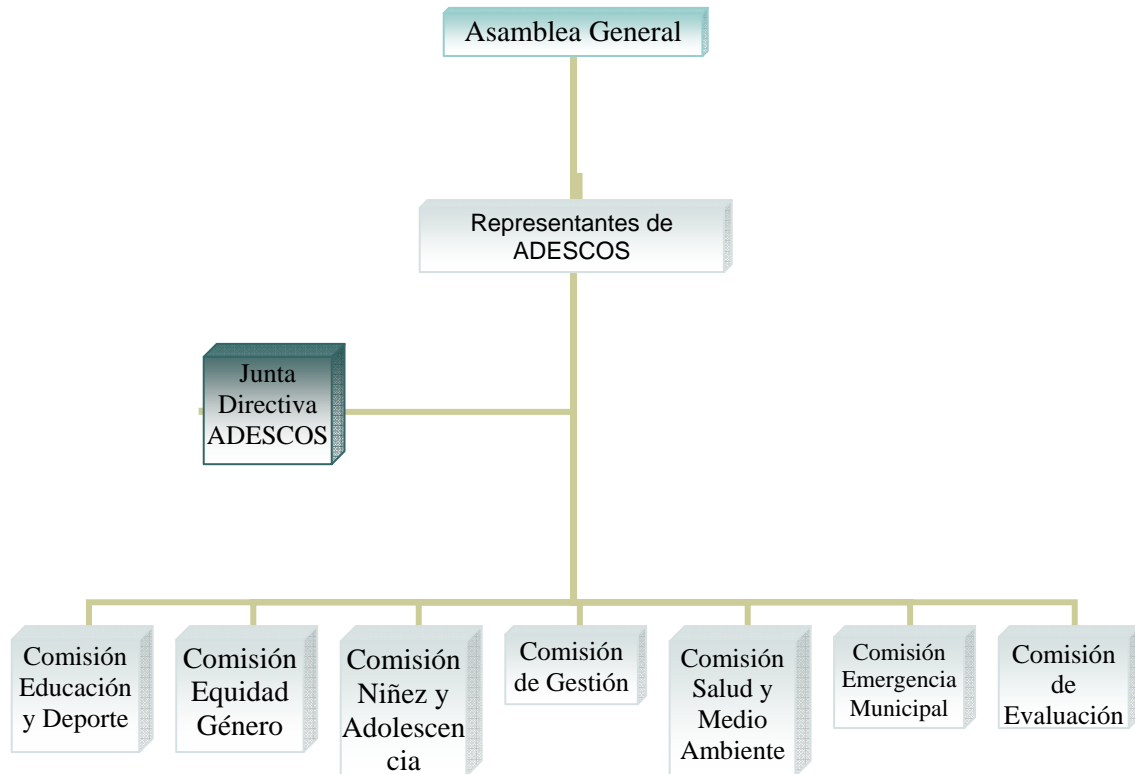 Asamblea General
Representantes de
ADESCOS
Junta
Directiva
ADESCOS
Comisión
Educación
y Deporte
Comisión
Equidad
Género
Comisión
Niñez y
Adolescen
cia
Comisión
de Gestión
Comisión
Salud y
Medio
Ambiente
Comisión
Emergencia
Municipal
Comisión
de
Evaluación